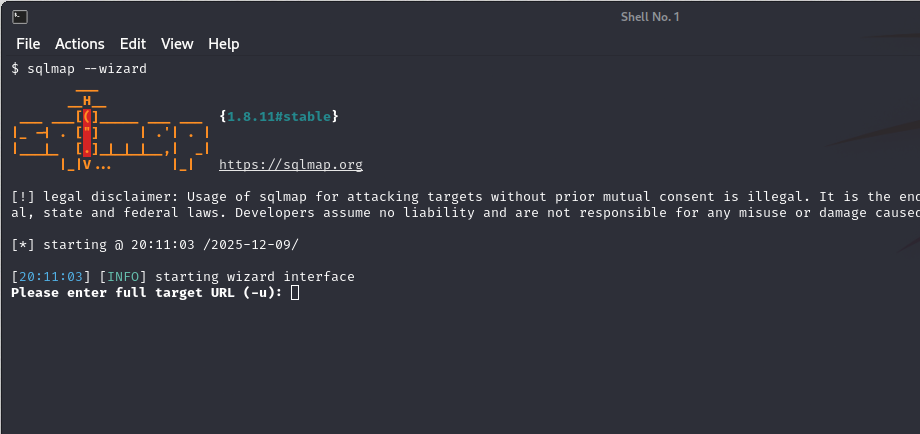 Shell No. 1
File Actions Edit View Help
$ sqlmap --wizard
        ___
       __H__
 ___ ___[(]_____ ___ ___  {1.8.11#stable}
|_ -| . ["]     | .'| . |
|___|_  [.]_|_|_|__,|  _|
      |_|V...       |_|   https://sqlmap.org
[!] legal disclaimer: Usage of sqlmap for attacking targets without prior mutual consent is illegal. It is the end
al, state and federal laws. Developers assume no liability and are not responsible for any misuse or damage caused
[*] starting @ 20:11:03 /2025-12-09/
[20:11:03] [INFO] starting wizard interface
Please enter full target URL (-u):